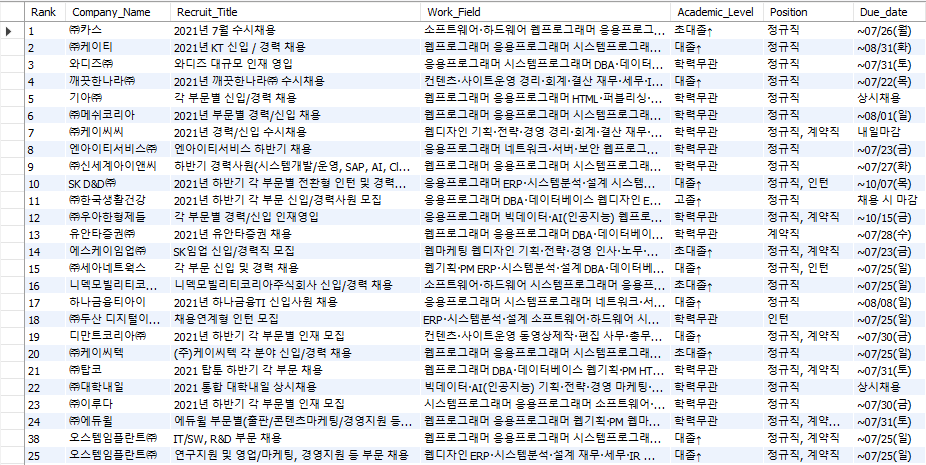 Rank Company_Name Recruit_Title Work_Field Academic_Level Position Due_date
1 ㈜카스 2021년 7월 수시채용 소프트웨어·하드웨어 웹프로그래머 응용프로그... 초대졸↑ 정규직 ~07/26(월)
2 ㈜케이티 2021년 KT 신입 / 경력 채용 웹프로그래머 응용프로그래머 시스템프로그래... 대졸↑ 정규직 ~08/31(화)
3 와디즈㈜ 와디즈 대규모 인재 영입 웹프로그래머 응용프로그래머 DBA·데이터... 학력무관 정규직 ~07/31(토)
4 깨끗한나라㈜ 2021년 깨끗한나라㈜ 수시채용 컨텐츠·사이트운영 경리·회계·결산 재무·세무·I... 대졸↑ 정규직 ~07/22(목)
5 기아㈜ 각 부문별 신입/경력 채용 웹프로그래머 응용프로그래머 HTML·퍼블리싱·... 학력무관 정규직 상시채용
6 ㈜메쉬코리아 2021년 부문별 경력/신입 채용 웹프로그래머 응용프로그래머 시스템프로그래... 학력무관 정규직 ~08/01(일)
7 ㈜케이씨씨 2021년 경력/신입 수시채용 웹디자인 기획·전략·경영 경리·회계·결산 재무·... 학력무관 정규직, 계약직 내일마감
8 엔아이티서비스㈜ 엔아이티서비스 하반기 채용 응용프로그래머 네트워크·서버·보안 웹프로그... 학력무관 정규직 ~07/23(금)
9 ㈜신세계아이앤씨 하반기 경력사원(시스템개발/운영, SAP, AI, Cl... 웹프로그래머 응용프로그래머 시스템프로그래... 학력무관 정규직 ~07/27(화)
10 SK D&D㈜ 2021년 하반기 각 부문별 전환형 인턴 및 경력... 응용프로그래머 ERP·시스템분석·설계 시스템... 대졸↑ 정규직, 인턴 ~10/07(목)
11 ㈜한국생활건강 2021년 하반기 각 부문 신입/경력사원 모집 응용프로그래머 DBA·데이터베이스 웹디자인 E... 고졸↑ 정규직 채용 시 마감
12 ㈜우아한형제들 부문별 경력/신입 인재영입 응용프로그래머 빅데이터·AI(인공지능) 웹프로... 학력무관 정규직, 계약직 ~10/15(금)
13 유안타증권㈜ 2021년 유안타증권 채용 웹프로그래머 응용프로그래머 DBA·데이터베이... 학력무관 계약직 ~07/28(수)
14 에스케이임업㈜ SK임업 신입/경력직 모집 웹마케팅 웹디자인 기획·전략·경영 인사·노무·... 초대졸↑ 정규직, 계약직 ~07/23(금)
15 ㈜세아네트웍스 각 부문 신입 및 경력 채용 웹기획·PM ERP·시스템분석·설계 DBA·데이터베... 대졸↑ 정규직, 인턴 ~07/25(일)
16 니덱모빌리티코... 니덱모빌리티코리아주식회사 신입/경력 채용 소프트웨어·하드웨어 시스템프로그래머 응용프... 초대졸↑ 정규직 ~07/25(일)
17 하나금융티아이 2021년 하나금융TI 신입사원 채용 응용프로그래머 시스템프로그래머 네트워크·서... 대졸↑ 정규직 ~08/08(일)
18 ㈜두산 디지털이... 채용연계형 인턴 모집 ERP·시스템분석·설계 소프트웨어·하드웨어 시... 학력무관 인턴 ~07/25(일)
19 디만트코리아㈜ 2021년 하반기 각 부문별 인재 모집 컨텐츠·사이트운영 동영상제작·편집 사무·총무... 대졸↑ 정규직, 계약직 ~07/30(금)
20 ㈜케이씨텍 (주)케이씨텍 각 분야 신입/경력 채용 웹프로그래머 응용프로그래머 시스템프로그래... 초대졸↑ 정규직 ~07/25(일)
21 ㈜탑코 2021 탑툰 하반기 각 부문 채용 웹프로그래머 DBA·데이터베이스 웹기획·PM HT... 학력무관 정규직, 계약직 ~07/31(토)
22 ㈜대학내일 2021 통합 대학내일 상시채용 빅데이터·AI(인공지능) 기획·전략·경영 마케팅·... 학력무관 정규직 상시채용
23 ㈜이루다 2021년 하반기 각 부문별 인재 모집 시스템프로그래머 응용프로그래머 소프트웨어·... 학력무관 정규직 ~07/30(금)
24 ㈜에듀윌 에듀윌 부문별(출판/콘텐츠마케팅/경영지원 등... 웹프로그래머 응용프로그래머 웹기획·PM 웹마... 학력무관 정규직, 계약... ~07/31(토)
38 오스템임플란트㈜ IT/SW, R&D 부문 채용 웹프로그래머 응용프로그래머 시스템프로그래... 대졸↑ 정규직 ~07/25(일)
25 오스템임플란트㈜ 연구지원 및 영업/마케팅, 경영지원 등 부문 채용 웹디자인 ERP·시스템분석·설계 재무·세무·IR ... 대졸↑ 정규직, 계약직 ~07/25(일)